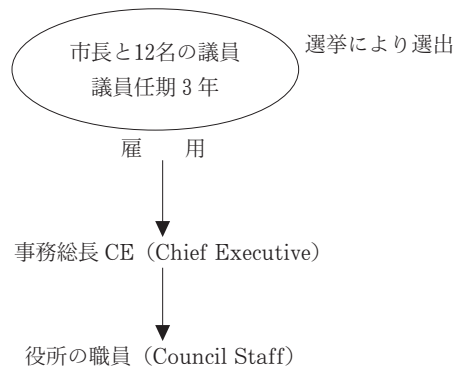 市長と12名の議員
議員任期３年
選挙により選出
雇　用
事務総長 CE（Chief Executive）
役所の職員（Council Staff）